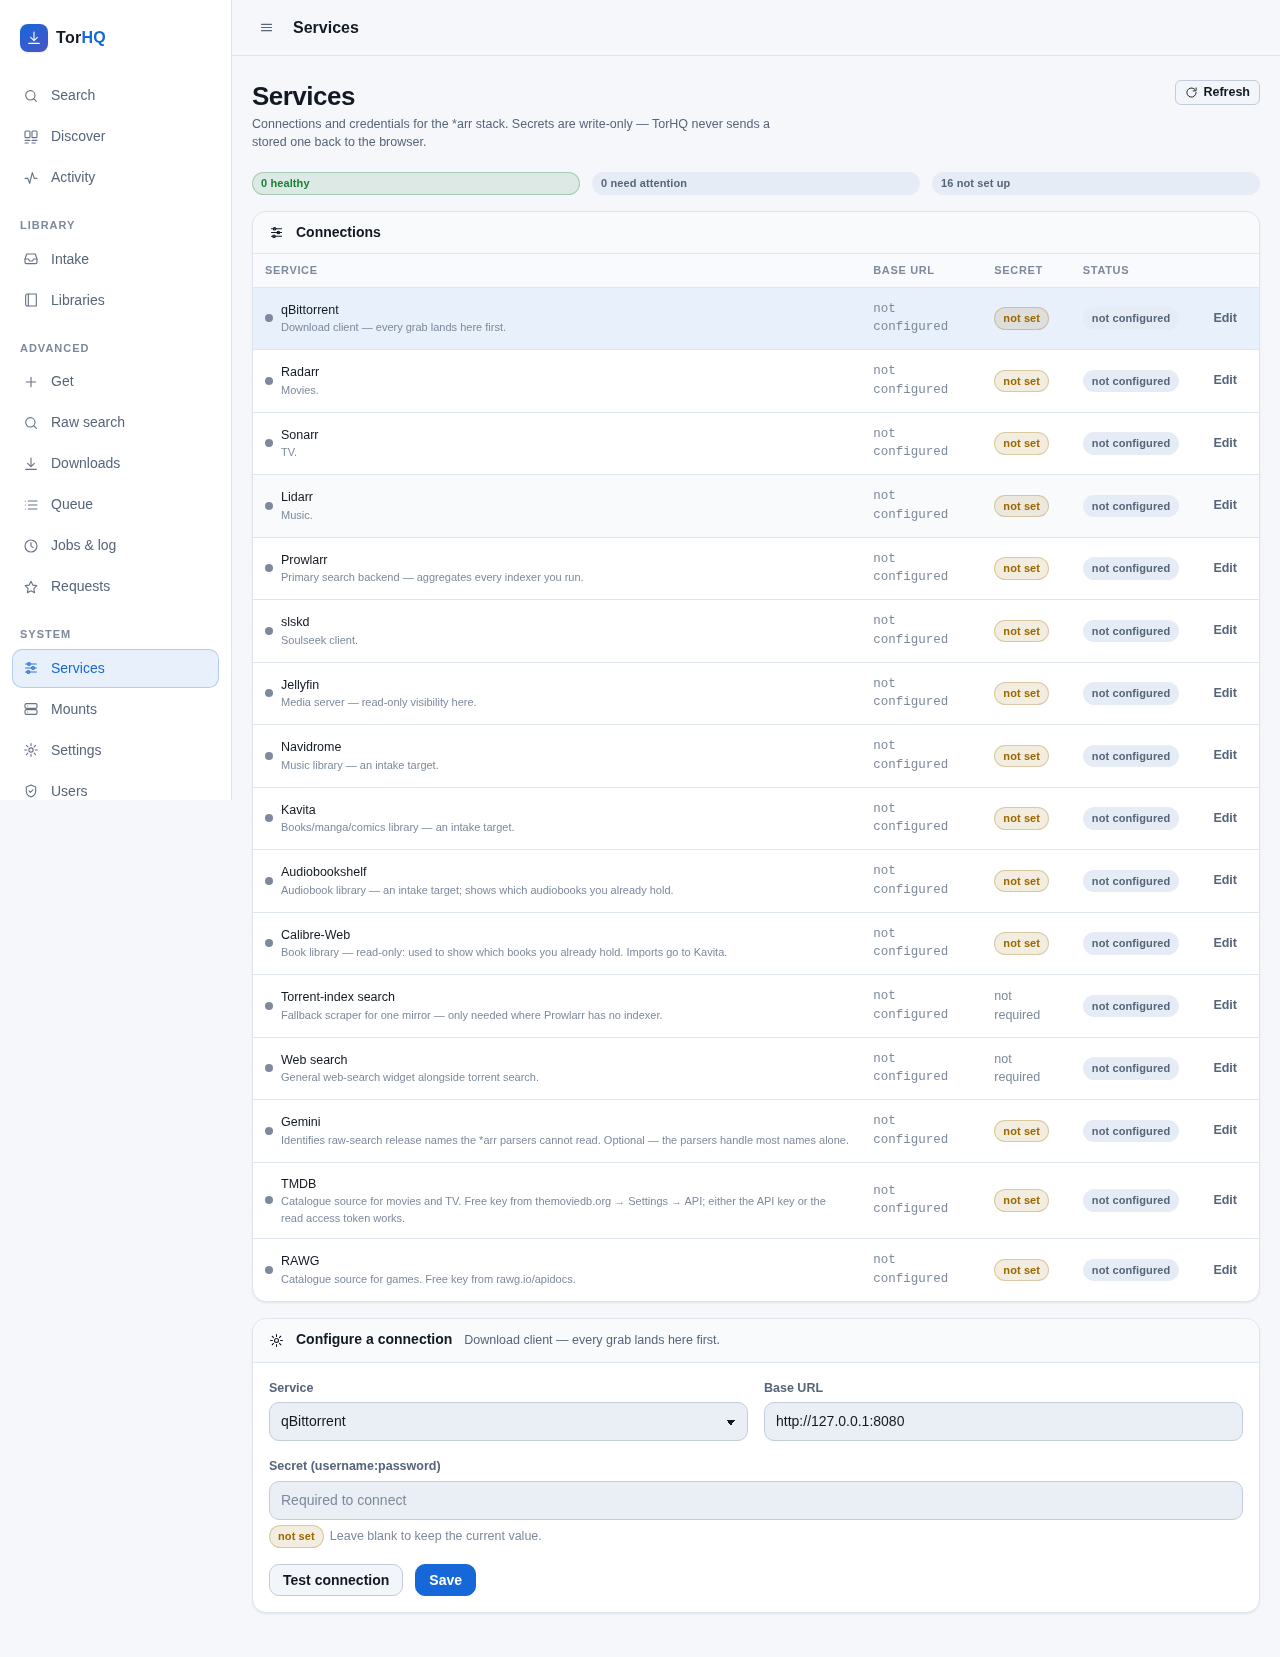 TorHQ
Search
Discover
Activity
LIBRARY
Intake
Libraries
ADVANCED
Get
Raw search
Downloads
Queue
Jobs & log
Requests
SYSTEM
Services
Mounts
Settings
Users
Services
Services
Refresh
Connections and credentials for the *arr stack. Secrets are write-only — TorHQ never sends a
stored one back to the browser.
0 healthy
0 need attention
16 not set up
Connections
SERVICE BASE URL SECRET STATUS
qBittorrent
Download client — every grab lands here first.
not
configured
not set
not configured
Edit
Radarr
Movies.
not
configured
not set
not configured
Edit
Sonarr
TV.
not
configured
not set
not configured
Edit
Lidarr
Music.
not
configured
not set
not configured
Edit
Prowlarr
Primary search backend — aggregates every indexer you run.
not
configured
not set
not configured
Edit
slskd
Soulseek client.
not
configured
not set
not configured
Edit
Jellyfin
Media server — read-only visibility here.
not
configured
not set
not configured
Edit
Navidrome
Music library — an intake target.
not
configured
not set
not configured
Edit
Kavita
Books/manga/comics library — an intake target.
not
configured
not set
not configured
Edit
Audiobookshelf
Audiobook library — an intake target; shows which audiobooks you already hold.
not
configured
not set
not configured
Edit
Calibre-Web
Book library — read-only: used to show which books you already hold. Imports go to Kavita.
not
configured
not set
not configured
Edit
Torrent-index search
Fallback scraper for one mirror — only needed where Prowlarr has no indexer.
not
configured
not
required
not configured
Edit
Web search
General web-search widget alongside torrent search.
not
configured
not
required
not configured
Edit
Gemini
Identifies raw-search release names the *arr parsers cannot read. Optional — the parsers handle most names alone.
not
configured
not set
not configured
Edit
TMDB
Catalogue source for movies and TV. Free key from themoviedb.org → Settings → API; either the API key or the
read access token works.
not
configured
not set
not configured
Edit
RAWG
Catalogue source for games. Free key from rawg.io/apidocs.
not
configured
not set
not configured
Edit
Configure a connection Download client — every grab lands here first.
Service
qBittorrent
Base URL
http://127.0.0.1:8080
Secret (username:password)
Required to connect
not set Leave blank to keep the current value.
Test connection
Save